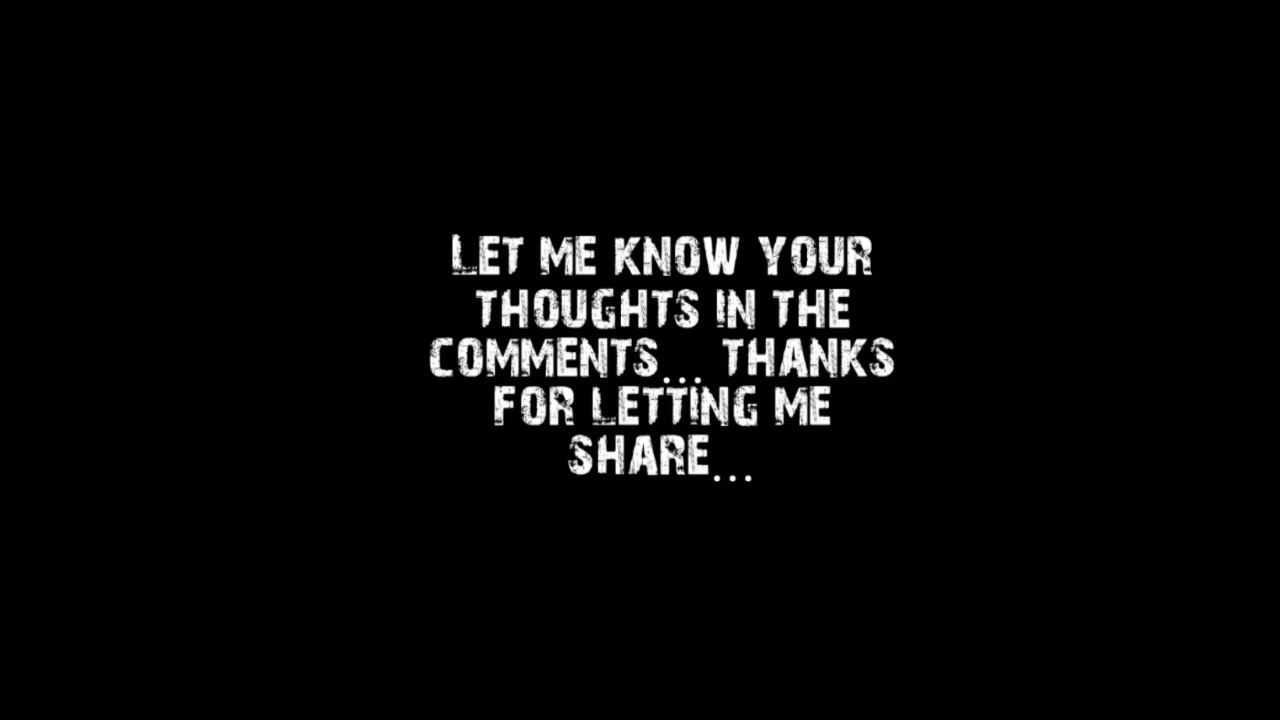 LET ME KNOW YOUR
THOUGHTS IN THE
COMMENTS... THANKS
FOR LETTING ME
SHARE...